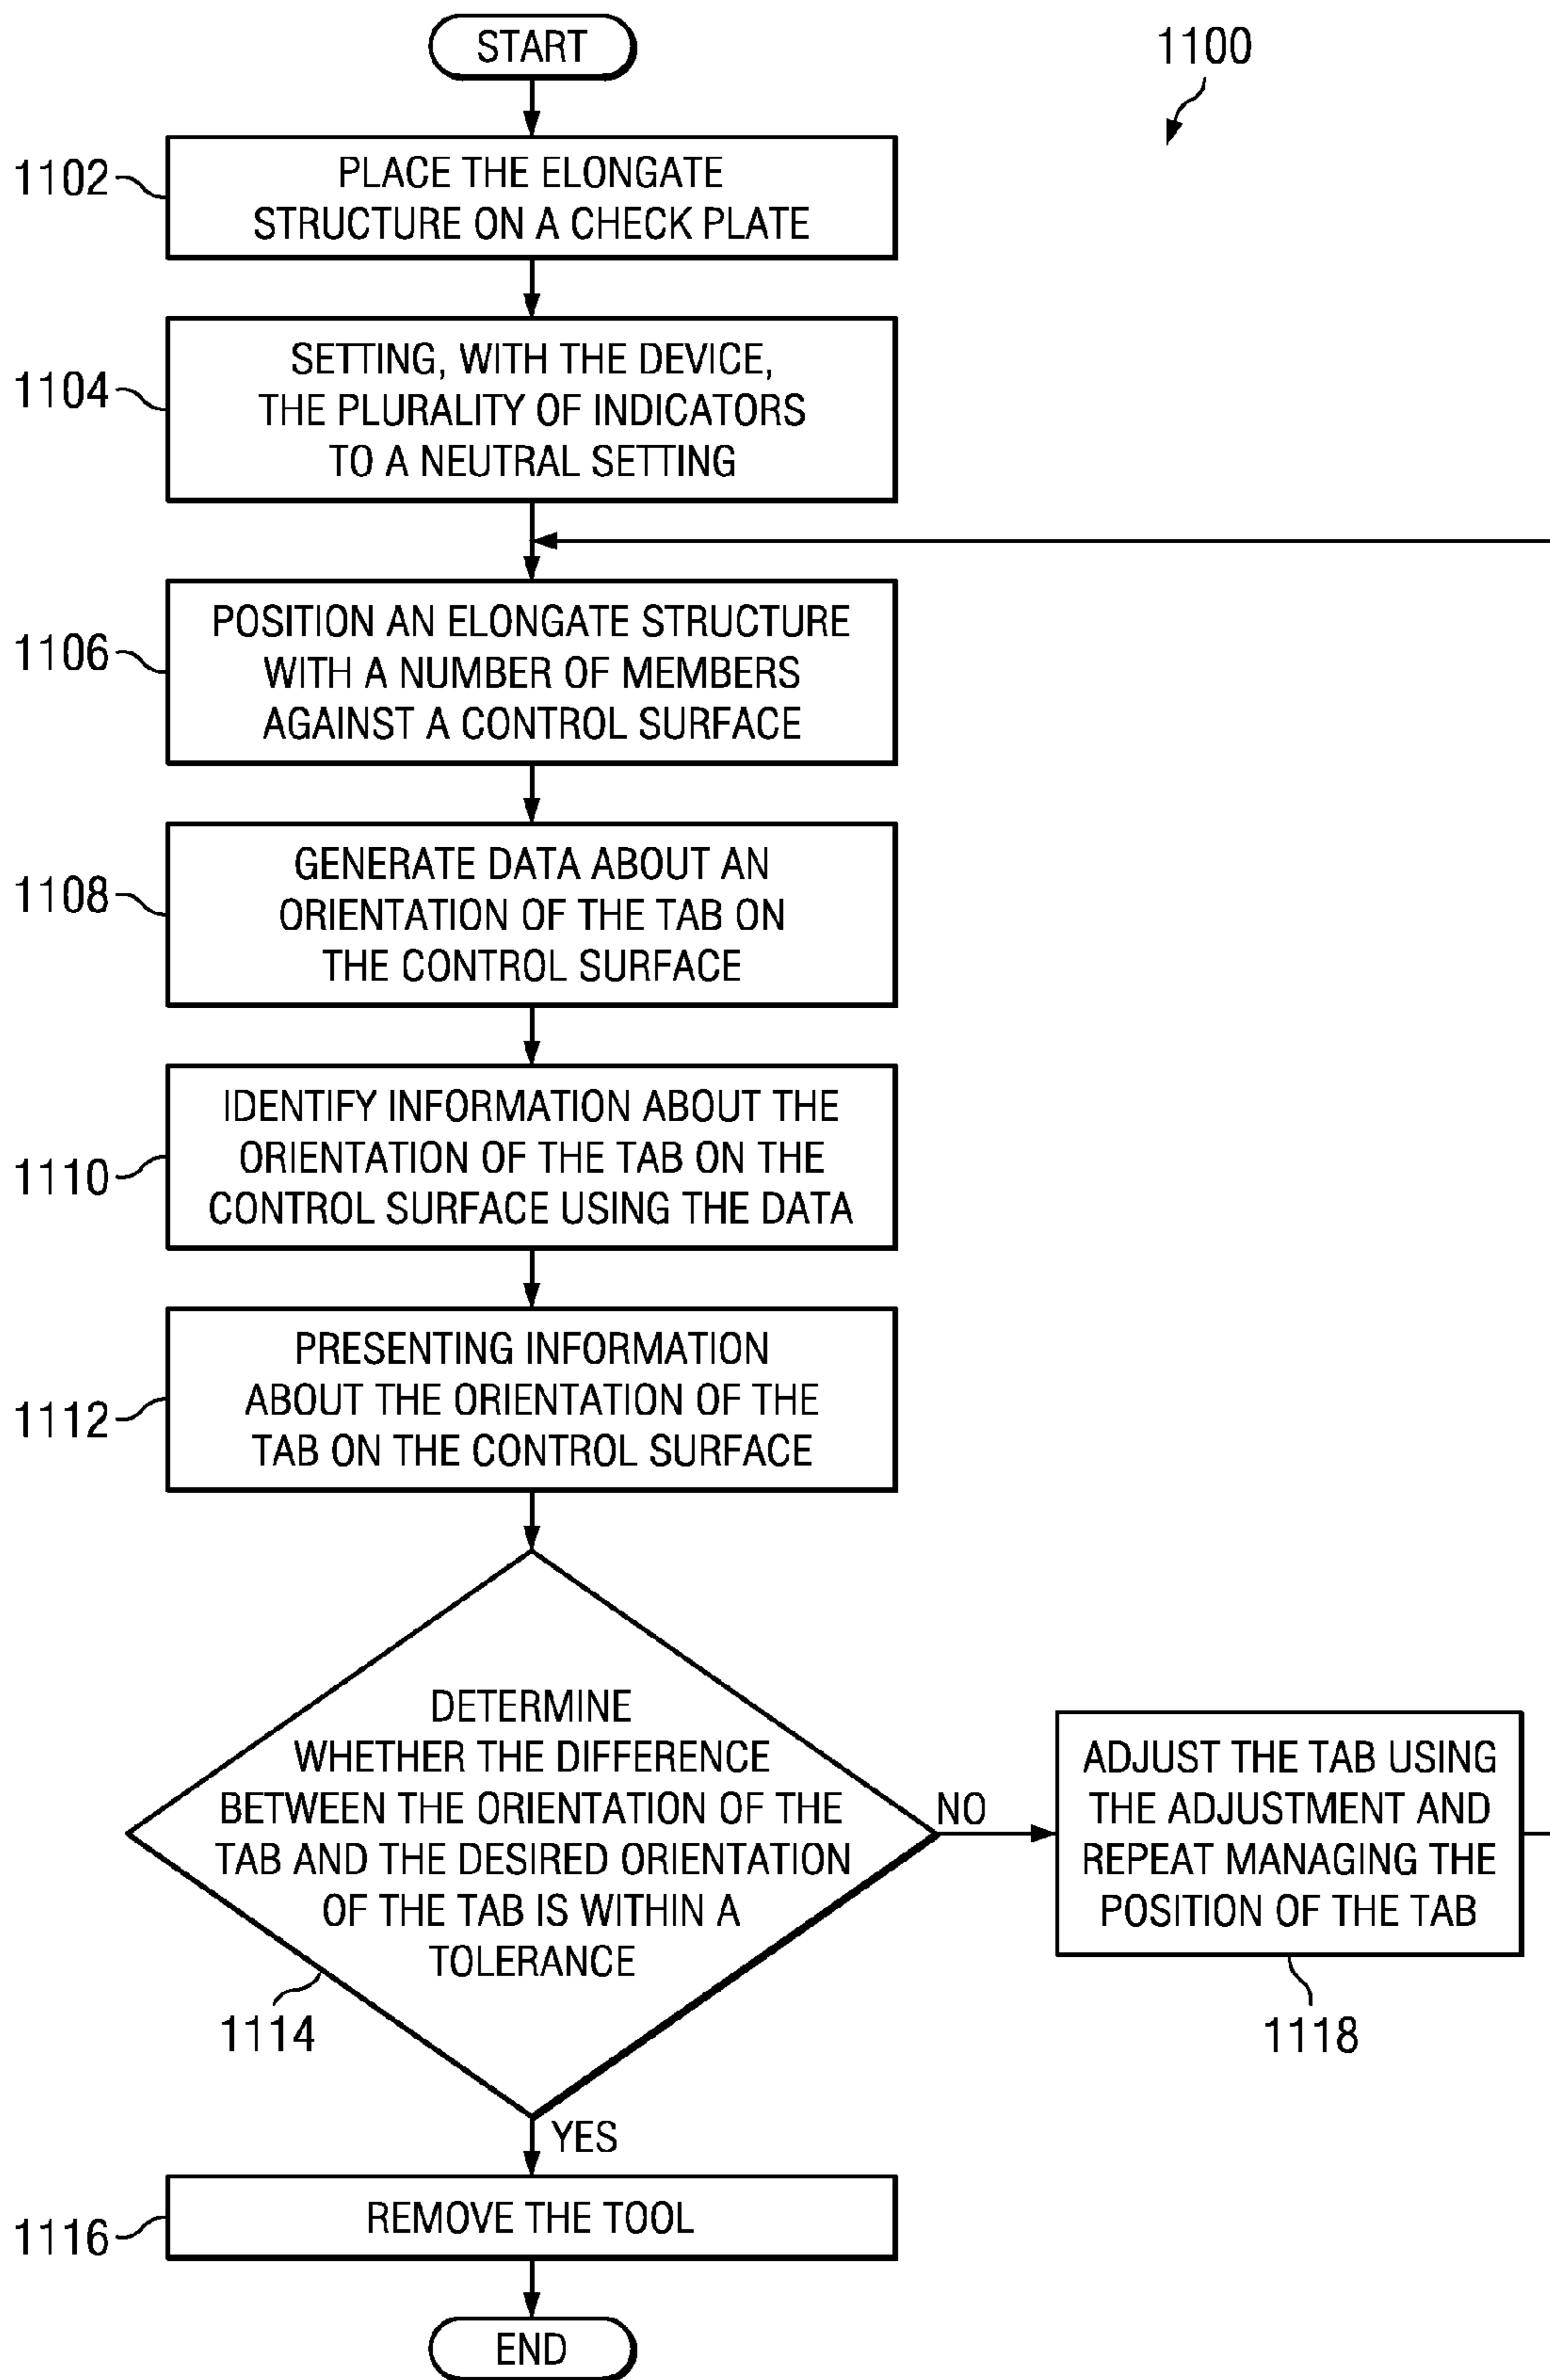 START
1100
1102
PLACE THE ELONGATE
STRUCTURE ON A CHECK PLATE
1104
SETTING, WITH THE DEVICE,
THE PLURALITY OF INDICATORS
TO A NEUTRAL SETTING
1106
POSITION AN ELONGATE STRUCTURE
WITH A NUMBER OF MEMBERS
AGAINST A CONTROL SURFACE
1108
GENERATE DATA ABOUT AN
ORIENTATION OF THE TAB ON
THE CONTROL SURFACE
1110
IDENTIFY INFORMATION ABOUT THE
ORIENTATION OF THE TAB ON THE
CONTROL SURFACE USING THE DATA
1112
PRESENTING INFORMATION
ABOUT THE ORIENTATION OF THE
TAB ON THE CONTROL SURFACE
DETERMINE
WHETHER THE DIFFERENCE
BETWEEN THE ORIENTATION OF THE
TAB AND THE DESIRED ORIENTATION
OF THE TAB IS WITHIN A
TOLERANCE
1114
NO
ADJUST THE TAB USING
THE ADJUSTMENT AND
REPEAT MANAGING THE
POSITION OF THE TAB
1118
YES
1116
REMOVE THE TOOL
END